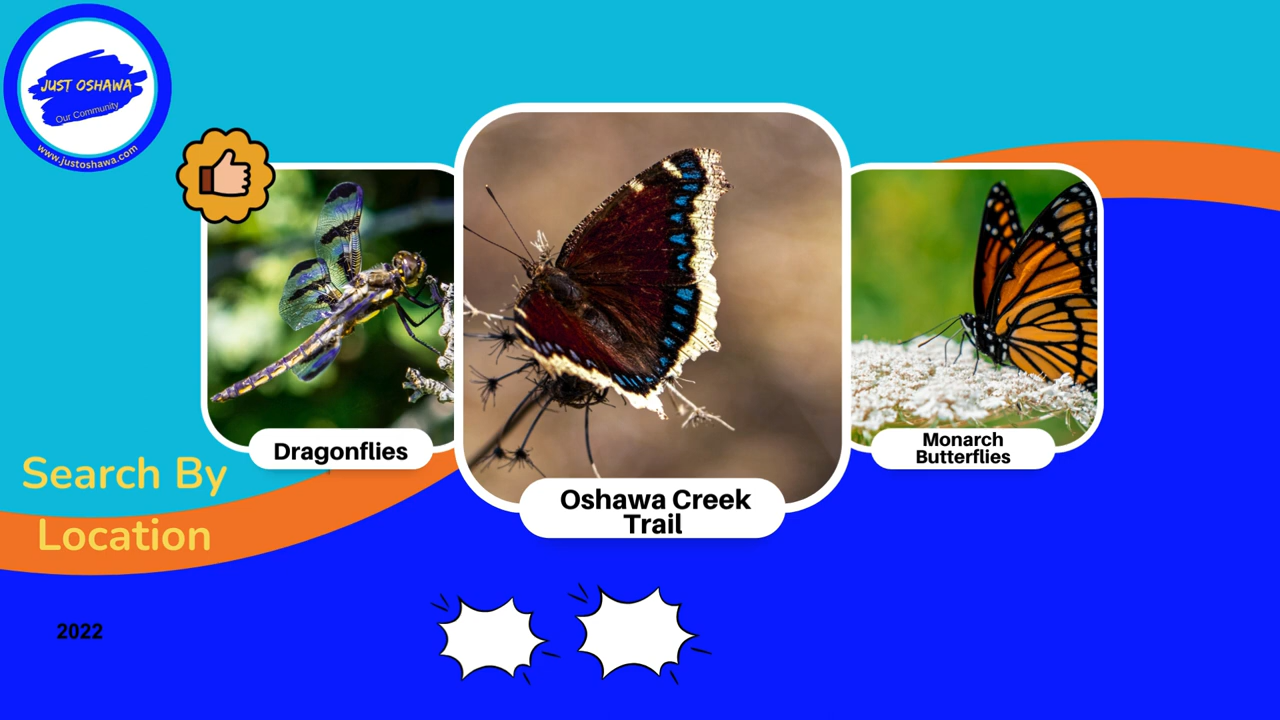 JUST OSHAWA
Our Community
www.justoshawa.com
Dragonflies
Oshawa Creek
Trail
Monarch
Butterflies
Search By
Location
2022